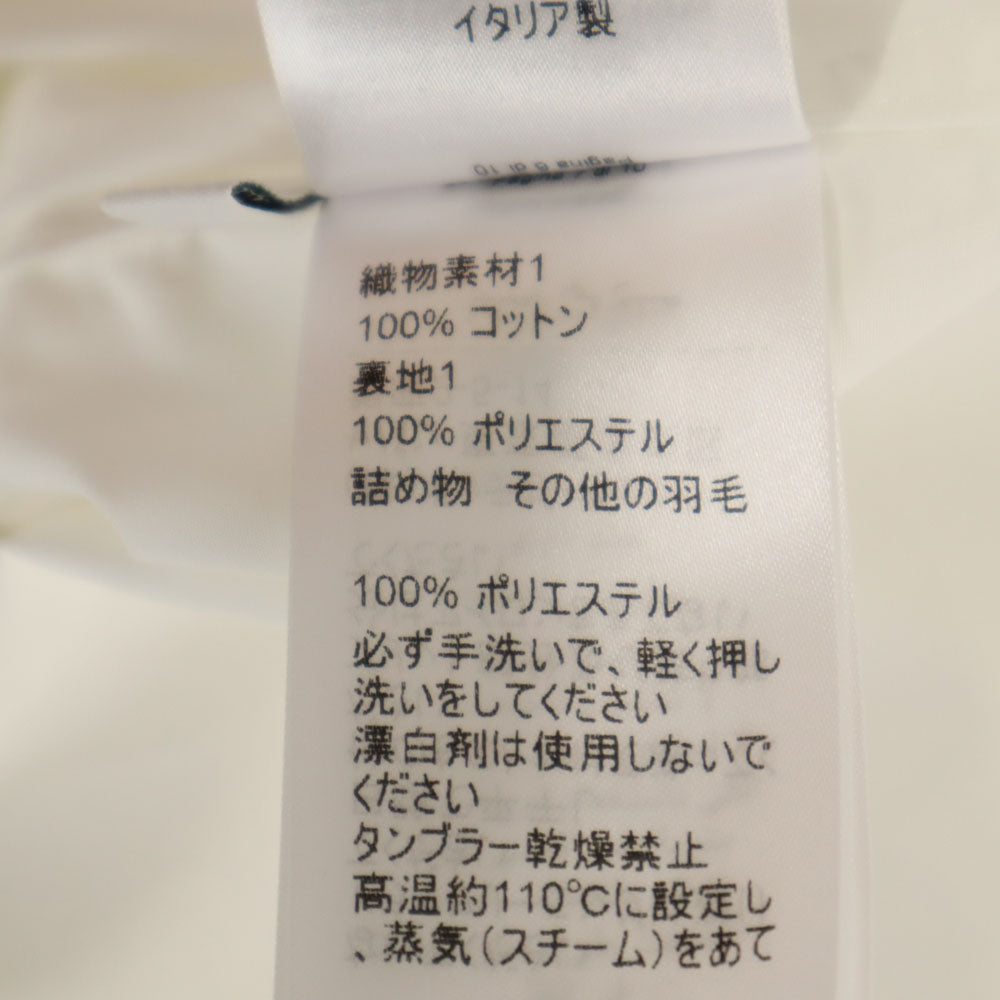 イタリア製
Pagina 6 di 10
織物素材1
100% コットン
裏地1
100% ポリエステル
詰め物 その他の羽毛
100% ポリエステル
必ず手洗いで、軽く押し
洗いをしてください
漂白剤は使用しないで
ください
タンブラー乾燥禁止
高温約110℃に設定し
、蒸気(スチーム)をあて